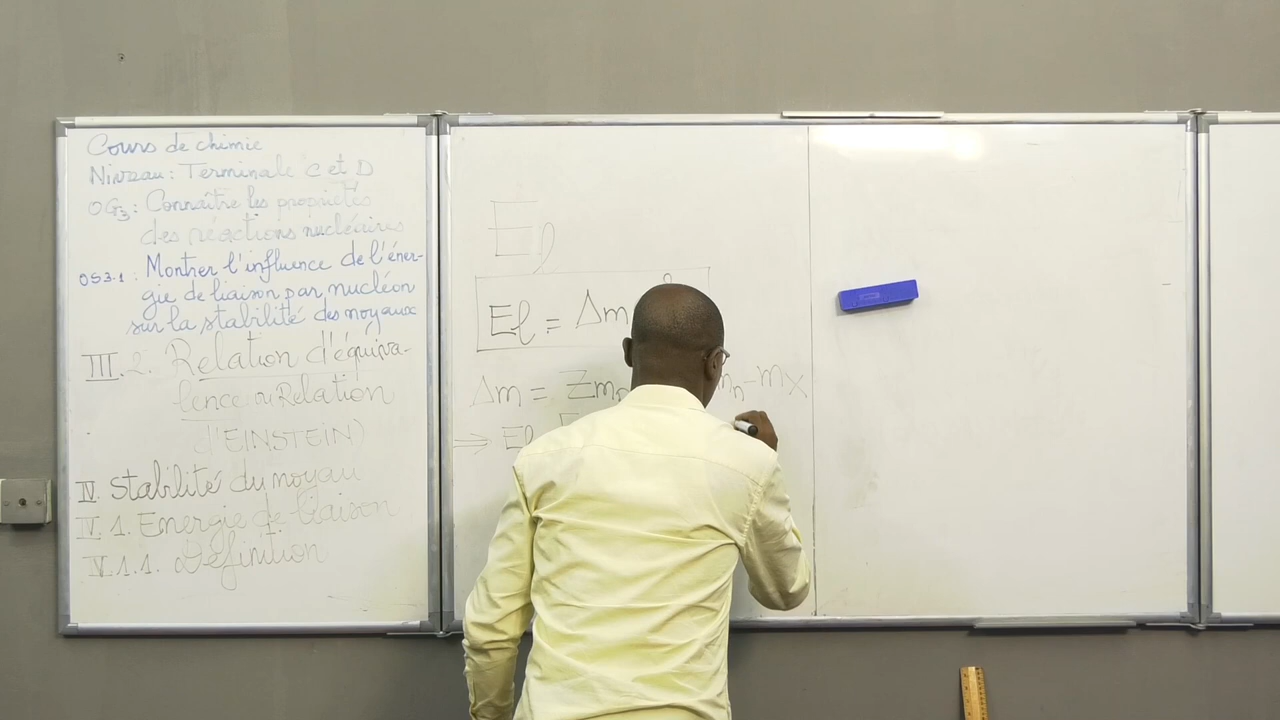 Cours de chimie
Niveau : Terminale C et D
OG3 : Connaître les propriétés
des réactions nucléaires
OS3.1 : Montrer l'influence de l'éner-
gie de liaison par nucléon
sur la stabilité des noyaux
III.2. Relation d'équiva-
lence ou Relation
d'EINSTEIN)
IV. Stabilité du noyau
IV.1. Energie de liaison
IV.1.1. Définition
El
El = Δm
Δm = Zmp mn - mx
⇒ El